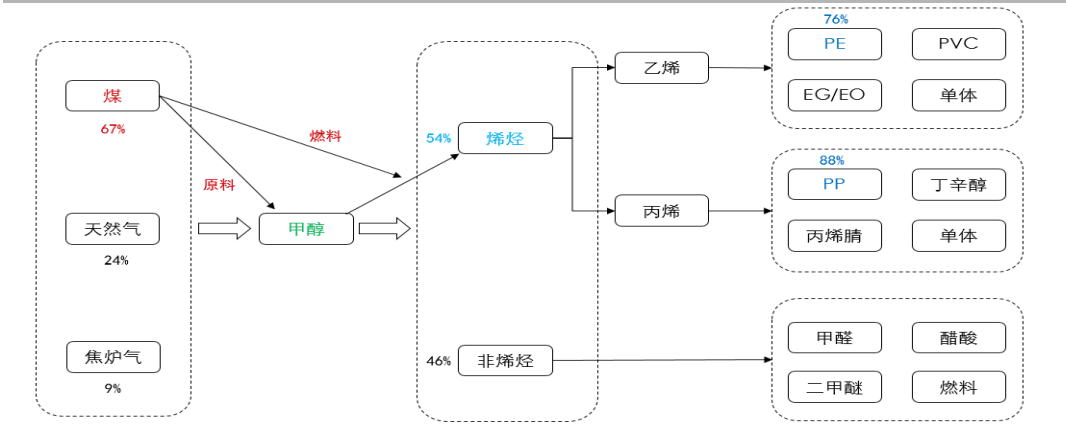 煤
67%
天然气
24%
焦炉气
9%
原料
燃料
甲醇
54%
烯烃
46%
非烯烃
乙烯
丙烯
76%
PE
PVC
EG/EO
单体
88%
PP
丁辛醇
丙烯腈
单体
甲醛
醋酸
二甲醚
燃料